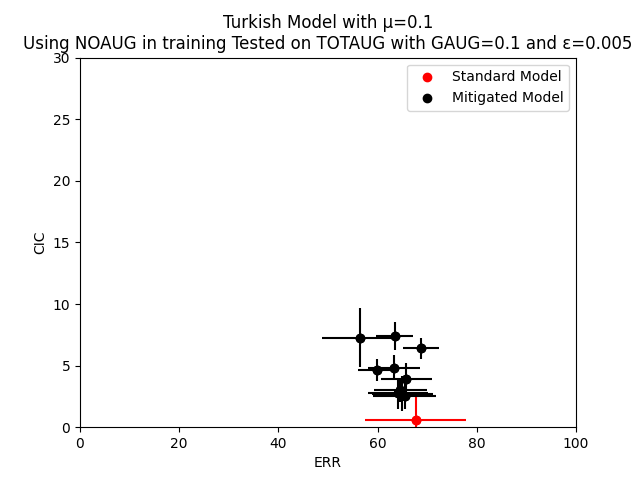 Turkish Model with μ=0.1
Using NOAUG in training Tested on TOTAUG with GAUG=0.1 and ε=0.005
Standard Model
Mitigated Model
30
25
20
15
10
5
0
CIC
0 20 40 60 80 100
ERR